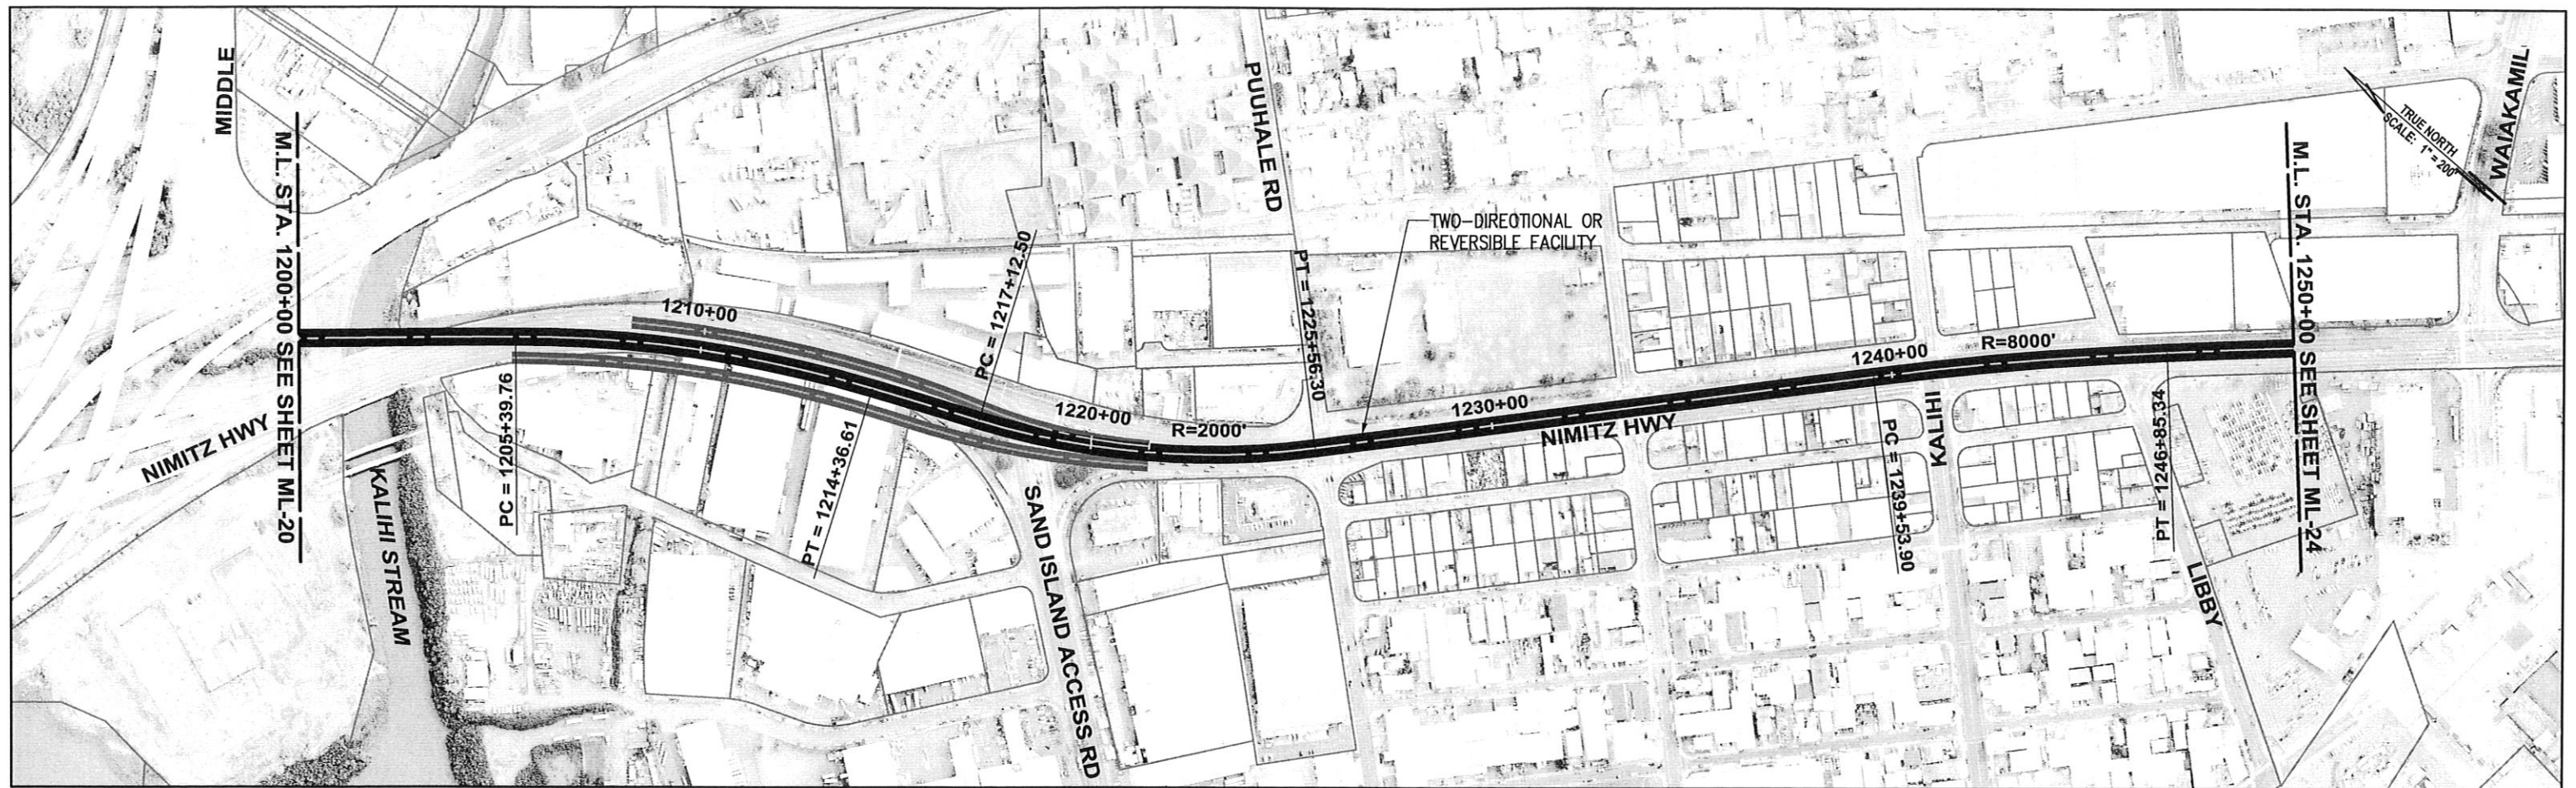 MIDDLE
M.L. STA. 1200+00 SEE SHEET ML-20
NIMITZ HWY
KALIHI STREAM
PC = 1205+39.76
1210+00
PT = 1214+36.61
PC = 1217+12.50
1220+00
R=2000'
SAND ISLAND ACCESS RD
PUUHALE RD
PT = 1225+56.30
TWO-DIRECTIONAL OR
REVERSIBLE FACILITY
1230+00
NIMITZ HWY
1240+00
R=8000'
PC = 1239+53.90
KALIHI
PT = 1246+85.34
LIBBY
M.L. STA. 1250+00 SEE SHEET ML-24
TRUE NORTH
SCALE: 1" = 200'
WAIAKAMIL